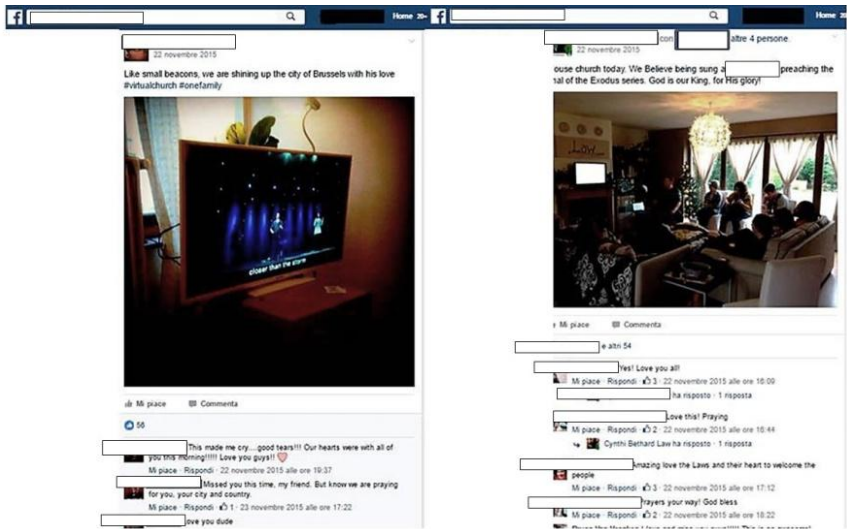 f
Home 20+
22 novembre 2015
Like small beacons, we are shining up the city of Brussels with his love
#virtualchurch #onefamily
closer than the storm
Mi piace Commenta
56
This made me cry....good tears!!! Our hearts were with all of
you this morning!!!!! Love you guys!!
Mi piace · Rispondi · 22 novembre 2015 alle ore 19:37
Missed you this time, my friend. But know we are praying
for you, your city and country.
Mi piace · Rispondi · 1 · 23 novembre 2015 alle ore 17:22
ove you dude
f
Home 20
con altre 4 persone.
22 novembre 2015
ouse church today. We Believe being sung a preaching the
nal of the Exodus series. God is our King, for His glory!
Law
Mi piace Commenta
e altri 54
Yes! Love you all!
Mi piace · Rispondi · 3 · 22 novembre 2015 alle ore 16:09
ha risposto · 1 risposta
Love this! Praying
Mi piace · Rispondi · 2 · 22 novembre 2015 alle ore 16:44
Cynthi Bethard Law ha risposto · 1 risposta
Amazing love the Laws and their heart to welcome the
people
Mi piace · Rispondi · 3 · 22 novembre 2015 alle ore 17:12
Prayers your way! God bless
Mi piace · Rispondi · 2 · 22 novembre 2015 alle ore 18:22